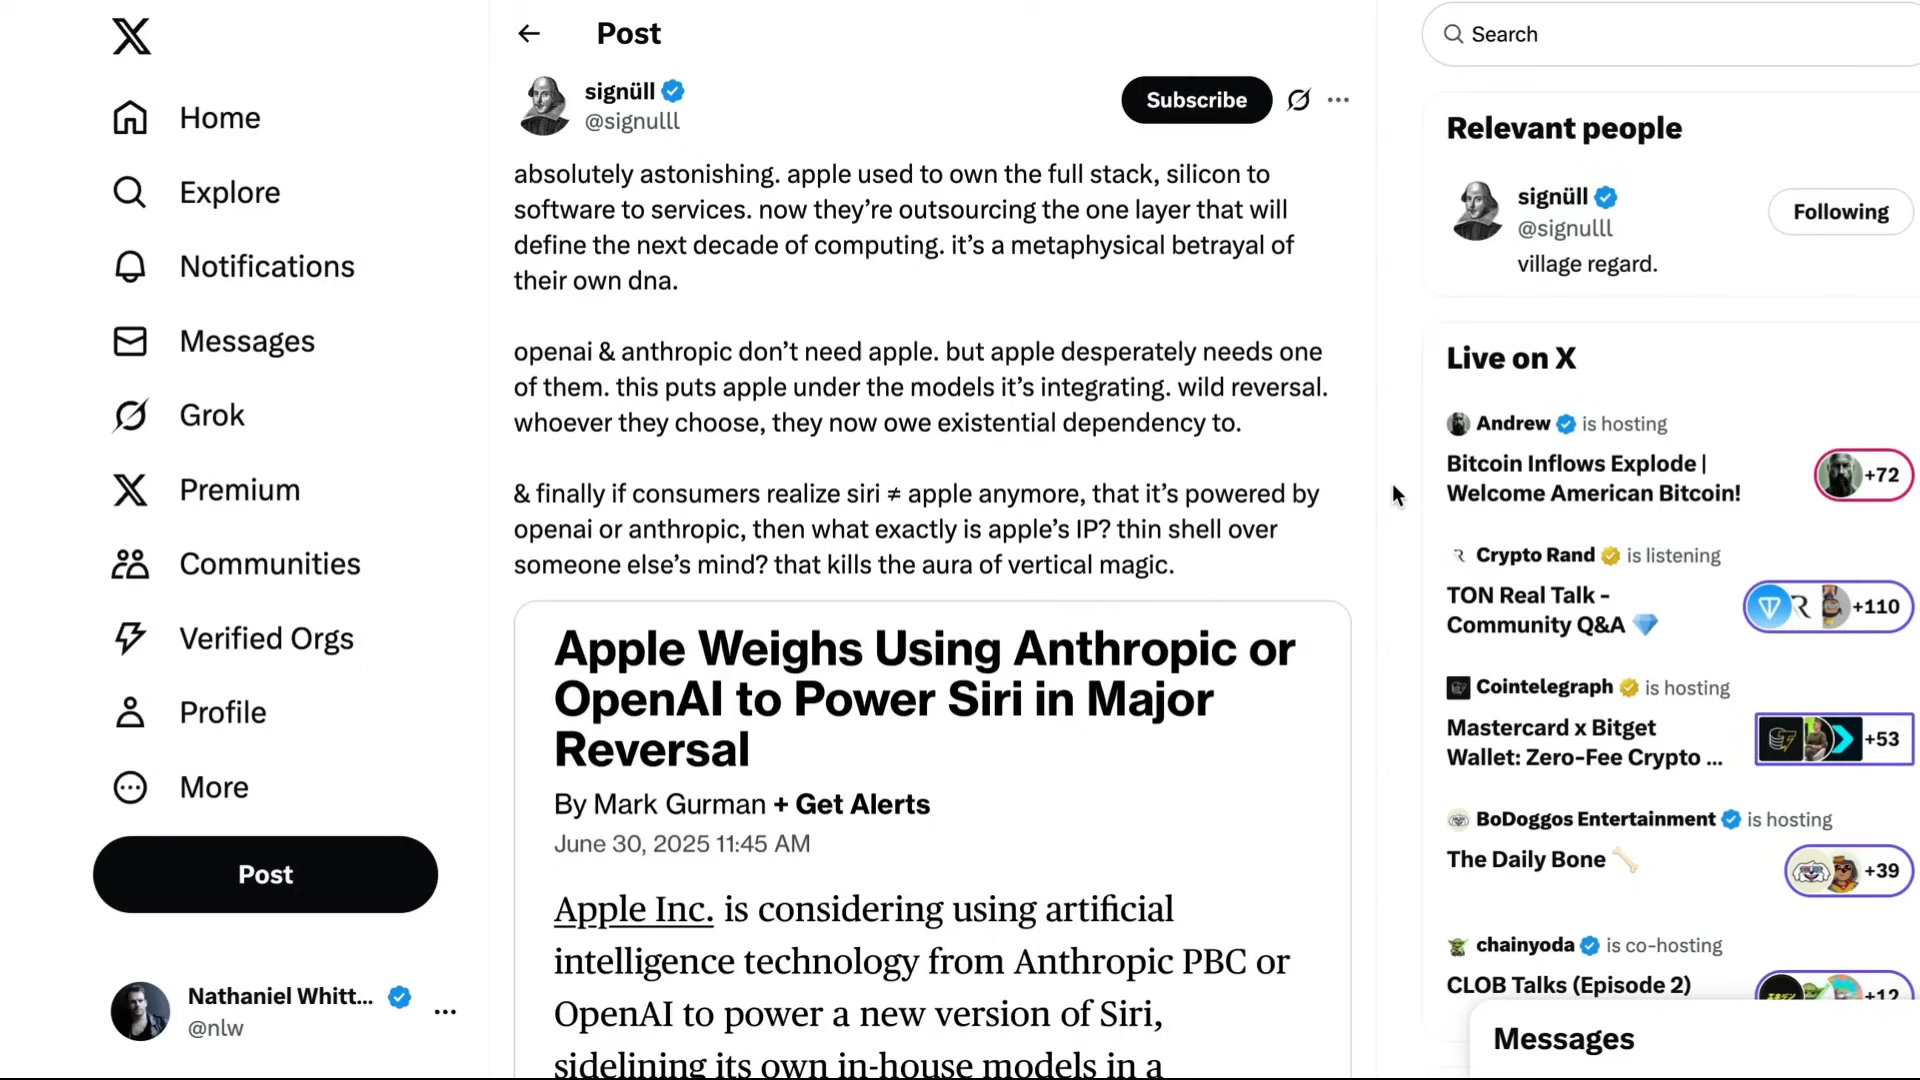 Home
Explore
Notifications
Messages
Grok
Premium
Communities
Verified Orgs
Profile
More
Post
Nathaniel Whitt...
@nlw
Post
signüll
@signulll
Subscribe
absolutely astonishing. apple used to own the full stack, silicon to
software to services. now they're outsourcing the one layer that will
define the next decade of computing. it's a metaphysical betrayal of
their own dna.
openai & anthropic don't need apple. but apple desperately needs one
of them. this puts apple under the models it's integrating. wild reversal.
whoever they choose, they now owe existential dependency to.
& finally if consumers realize siri ≠ apple anymore, that it's powered by
openai or anthropic, then what exactly is apple's IP? thin shell over
someone else's mind? that kills the aura of vertical magic.
Apple Weighs Using Anthropic or
OpenAI to Power Siri in Major
Reversal
By Mark Gurman + Get Alerts
June 30, 2025 11:45 AM
Apple Inc. is considering using artificial
intelligence technology from Anthropic PBC or
OpenAI to power a new version of Siri,
sidelining its own in-house models in a
Search
Relevant people
signüll
@signulll
Following
village regard.
Live on X
Andrew is hosting
Bitcoin Inflows Explode |
Welcome American Bitcoin!
+72
Crypto Rand is listening
TON Real Talk -
Community Q&A 💎
+110
Cointelegraph is hosting
Mastercard x Bitget
Wallet: Zero-Fee Crypto ...
+53
BoDoggos Entertainment is hosting
The Daily Bone 🦴
+39
chainyoda is co-hosting
CLOB Talks (Episode 2)
+12
Messages